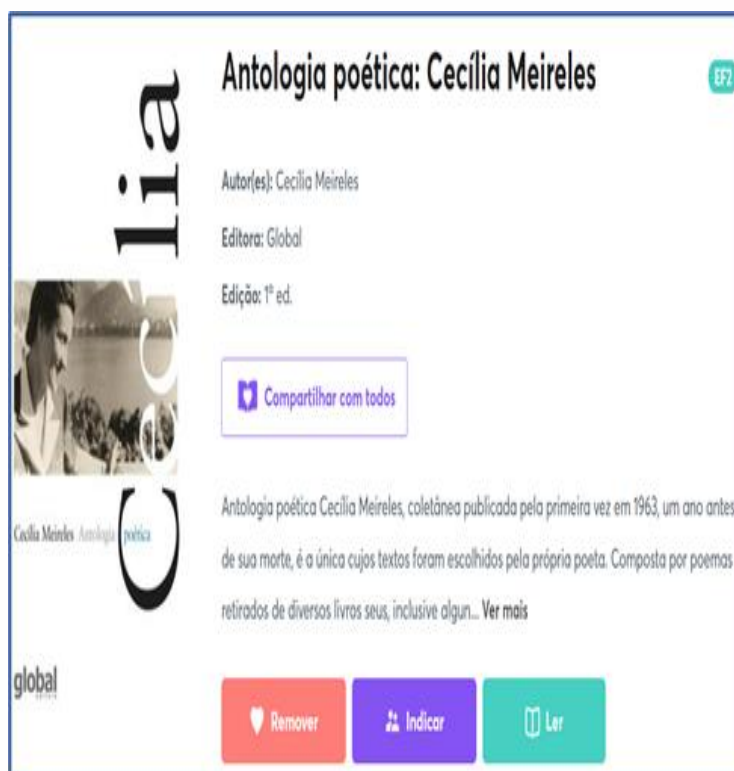 Cecília
Cecília Meireles Antologia poética
global
editora
Antologia poética: Cecília Meireles
EF2
Autor(es): Cecília Meireles
Editora: Global
Edição: 1ª ed.
Compartilhar com todos
Antologia poética Cecília Meireles, coletânea publicada pela primeira vez em 1963, um ano antes
de sua morte, é a única cujos textos foram escolhidos pela própria poeta. Composta por poemas
retirados de diversos livros seus, inclusive algun... Ver mais
Remover
Indicar
Ler